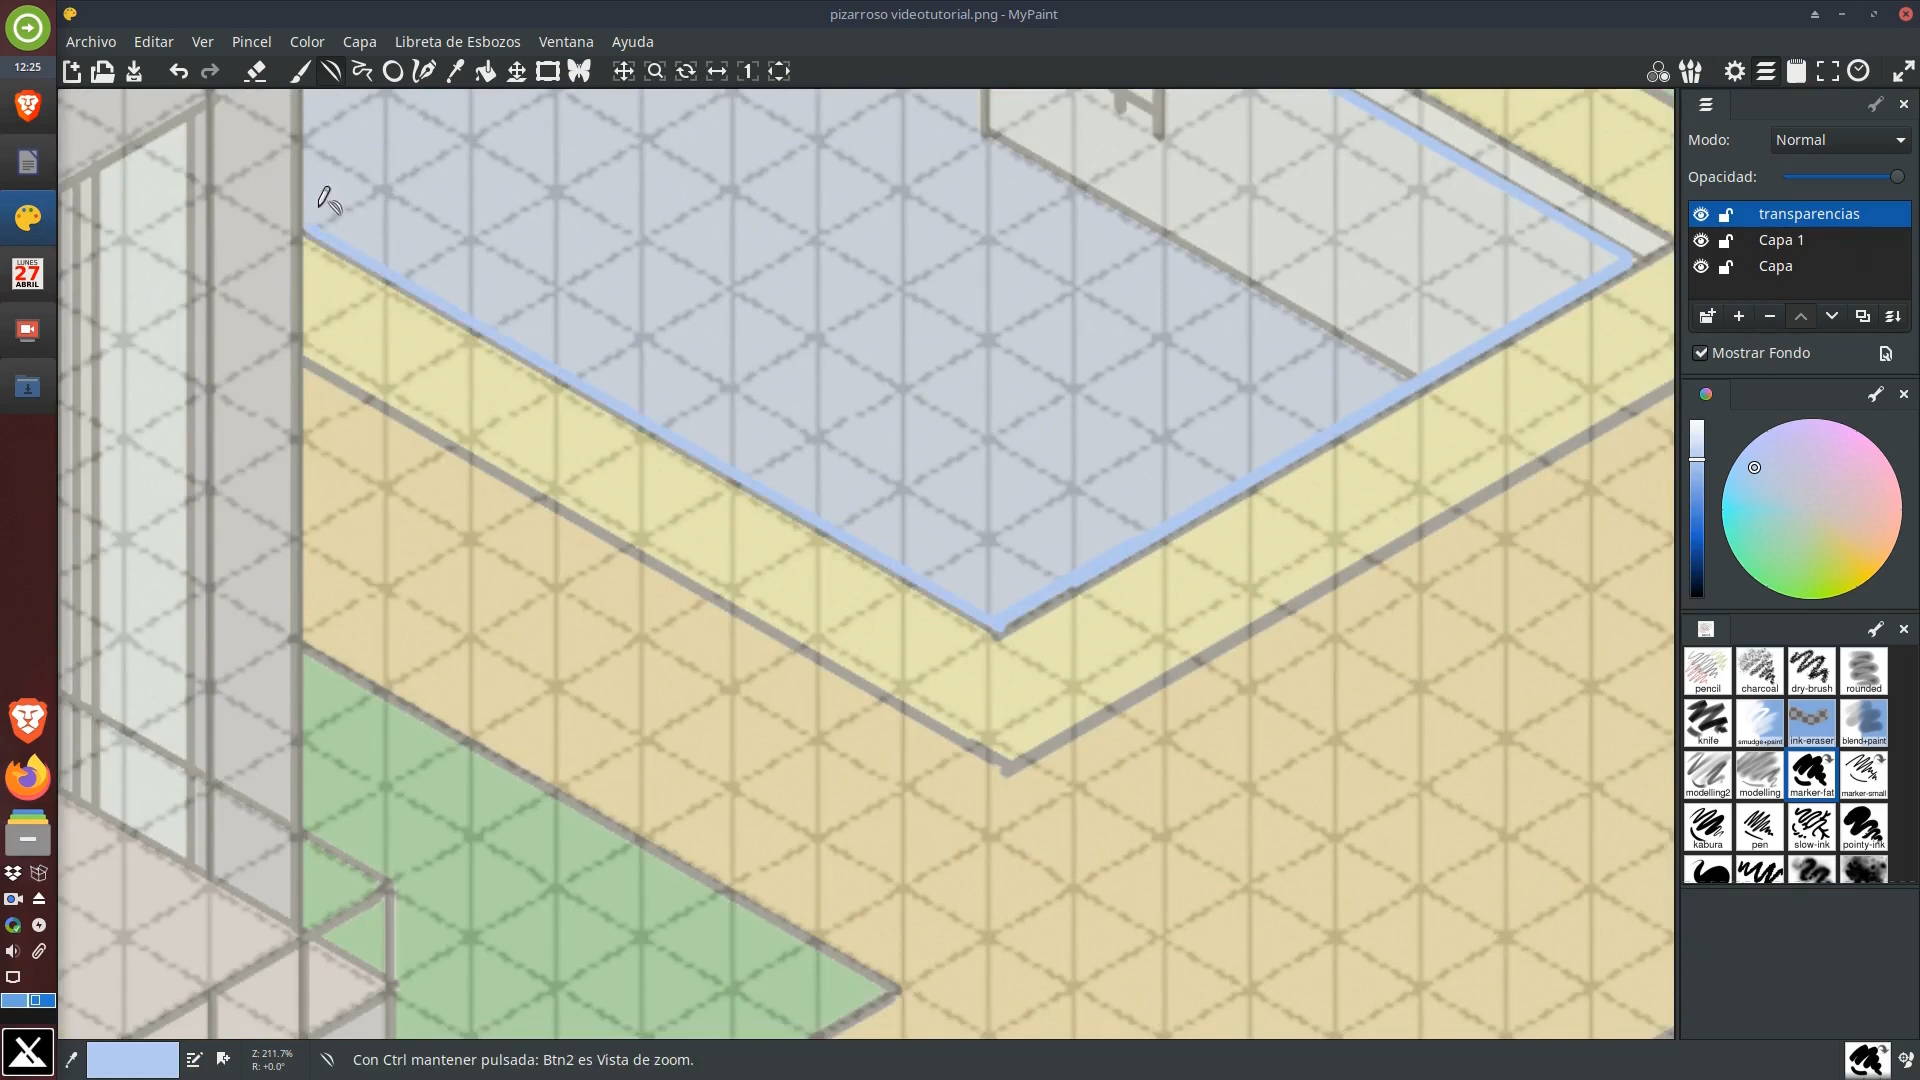 pizarroso videotutorial.png - MyPaint
Archivo Editar Ver Pincel Color Capa Libreta de Esbozos Ventana Ayuda
12:25
1
Modo: Normal
Opacidad:
transparencias
Capa 1
Capa
LUNES
27
ABRIL
Mostrar Fondo
pencil charcoal dry-brush rounded
knife smudge+paint ink-eraser blend+paint
modelling2 modelling marker-fat marker-small
kabura pen slow-ink pointy-ink
Z: 211.7%
R: +0.0°
Con Ctrl mantener pulsada: Btn2 es Vista de zoom.